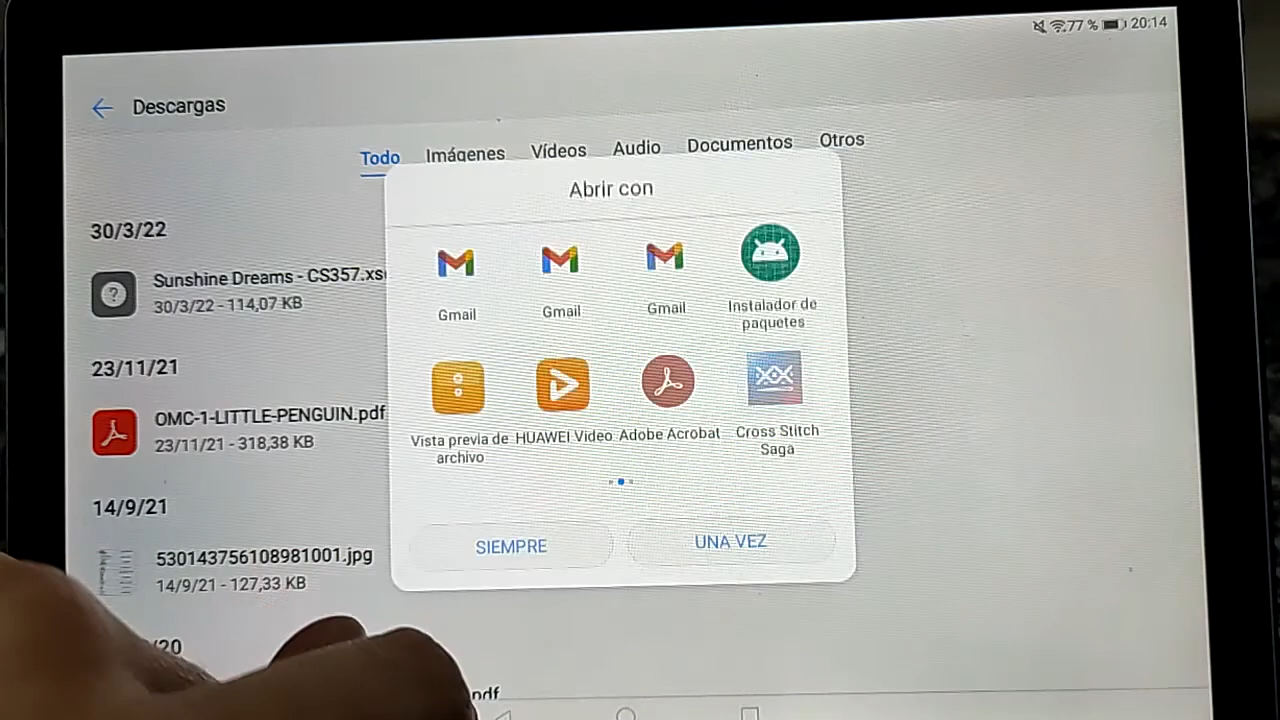 77 % 20:14
Descargas
Todo Imágenes Vídeos Audio Documentos Otros
Abrir con
30/3/22
Sunshine Dreams - CS357.xs
30/3/22 - 114,07 KB
Gmail
Gmail
Gmail
Instalador de
paquetes
23/11/21
OMC-1-LITTLE-PENGUIN.pdf
23/11/21 - 318,38 KB
Vista previa de
archivo
HUAWEI Video
Adobe Acrobat
Cross Stitch
Saga
14/9/21
530143756108981001.jpg
14/9/21 - 127,33 KB
SIEMPRE
UNA VEZ
/20
.pdf